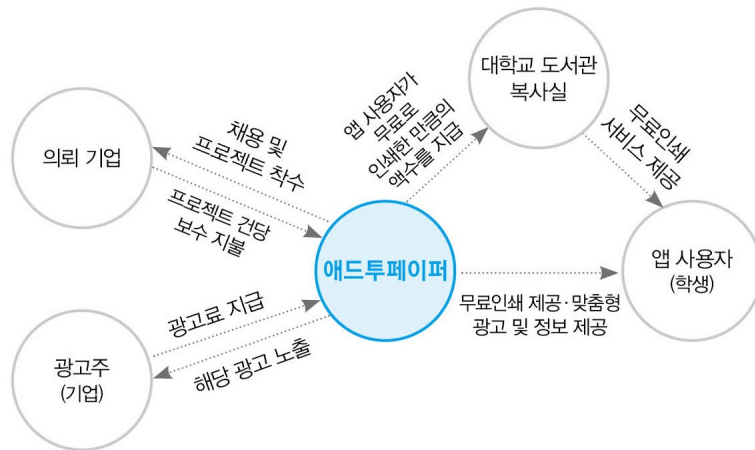 대학교 도서관
복사실
앱 사용자가
무료로
인쇄한 만큼의
액수를 지급
무료인쇄
서비스 제공
의뢰 기업
채용 및
프로젝트 착수
프로젝트 건당
보수 지불
애드투페이퍼
앱 사용자
(학생)
무료인쇄 제공·맞춤형
광고 및 정보 제공
광고료 지급
해당 광고 노출
광고주
(기업)